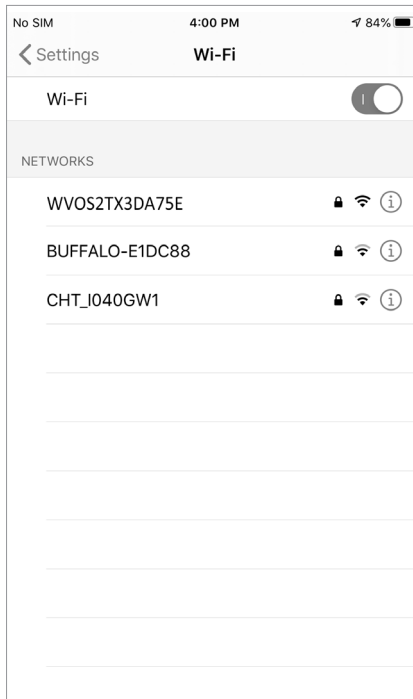 No SIM 4:00 PM 84%
Settings Wi-Fi
Wi-Fi
NETWORKS
WVOS2TX3DA75E
BUFFALO-E1DC88
CHT_I040GW1